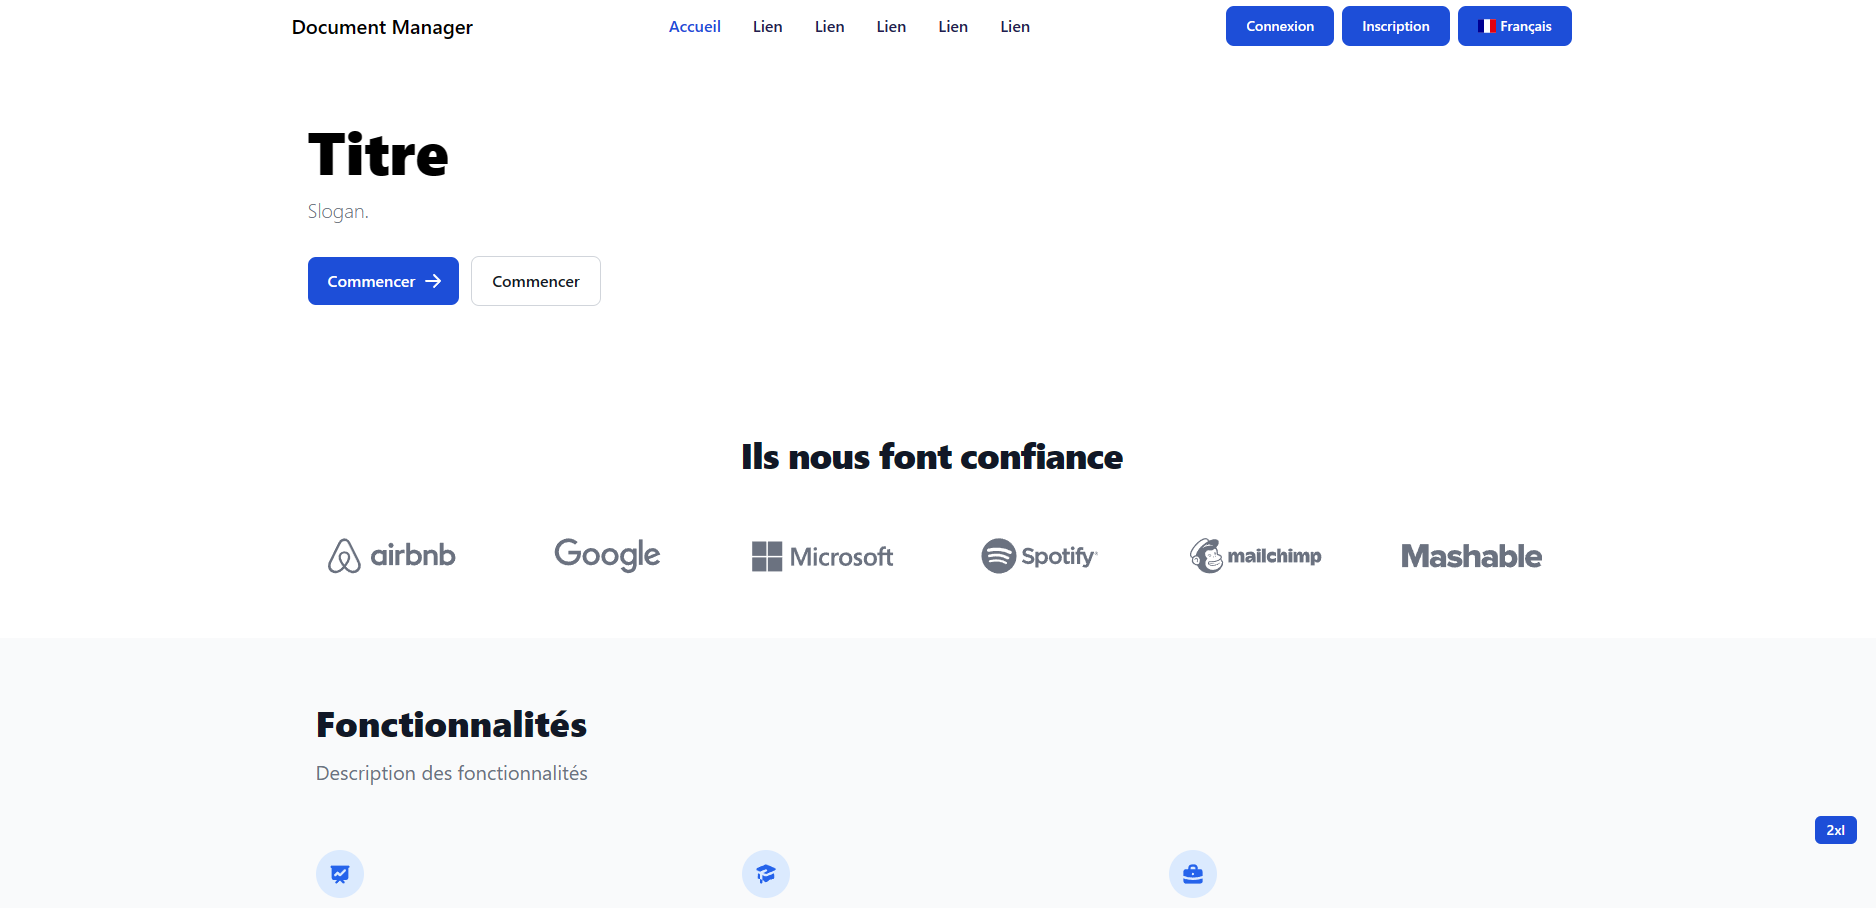 Document Manager
Accueil Lien Lien Lien Lien Lien
Connexion Inscription Français
Titre
Slogan.
Commencer Commencer
Ils nous font confiance
airbnb Google Microsoft Spotify mailchimp Mashable
Fonctionnalités
Description des fonctionnalités
2xl